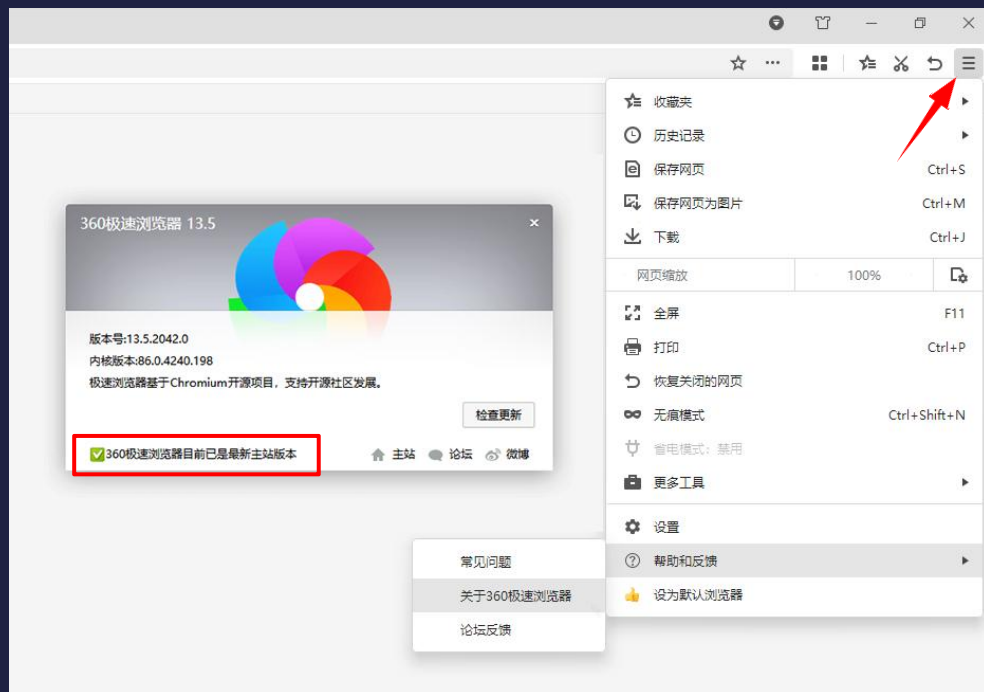 收藏夹
历史记录
保存网页 Ctrl+S
保存网页为图片 Ctrl+M
下载 Ctrl+J
网页缩放 100%
全屏 F11
打印 Ctrl+P
恢复关闭的网页
无痕模式 Ctrl+Shift+N
省电模式：禁用
更多工具
设置
帮助和反馈
设为默认浏览器
360极速浏览器 13.5
版本号:13.5.2042.0
内核版本:86.0.4240.198
极速浏览器基于Chromium开源项目，支持开源社区发展。
检查更新
360极速浏览器目前已是最新主站版本 主站 论坛 微博
常见问题
关于360极速浏览器
论坛反馈